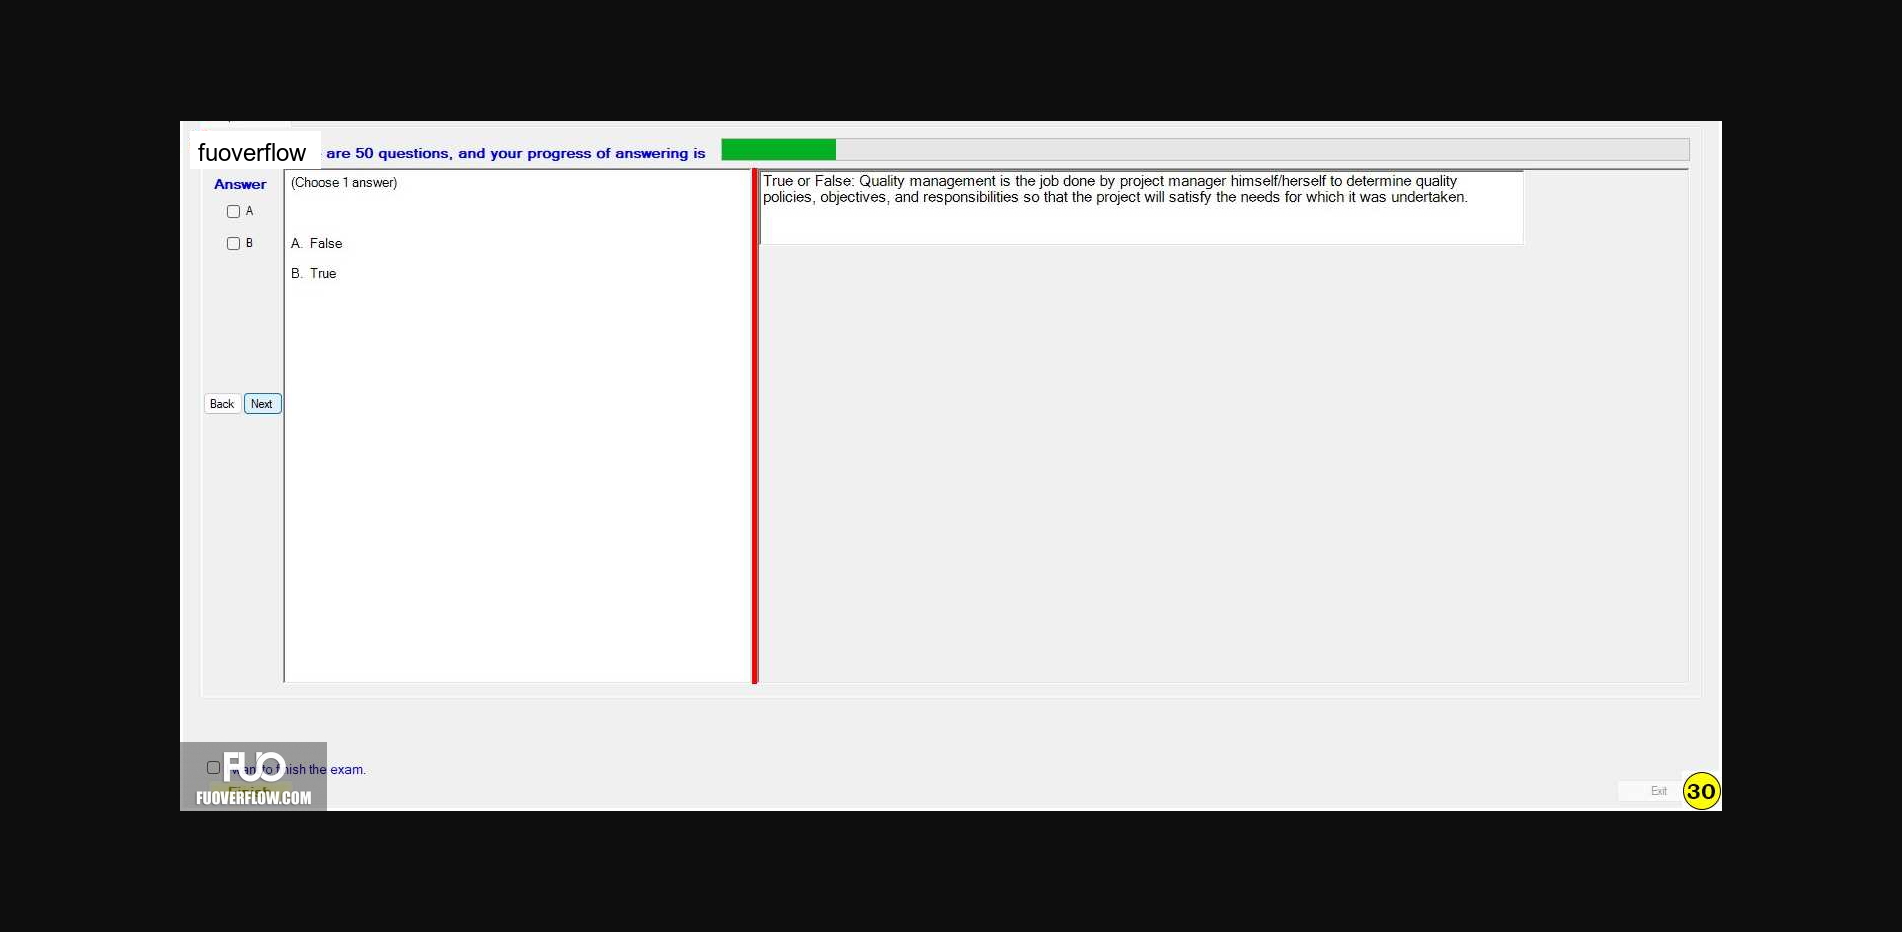 fuoverflow are 50 questions, and your progress of answering is
Answer
(Choose 1 answer)
A
B
A. False
B. True
Back Next
True or False: Quality management is the job done by project manager himself/herself to determine quality
policies, objectives, and responsibilities so that the project will satisfy the needs for which it was undertaken.
want to finish the exam.
FUO
Finish
FUOVERFLOW.COM
Exit
30